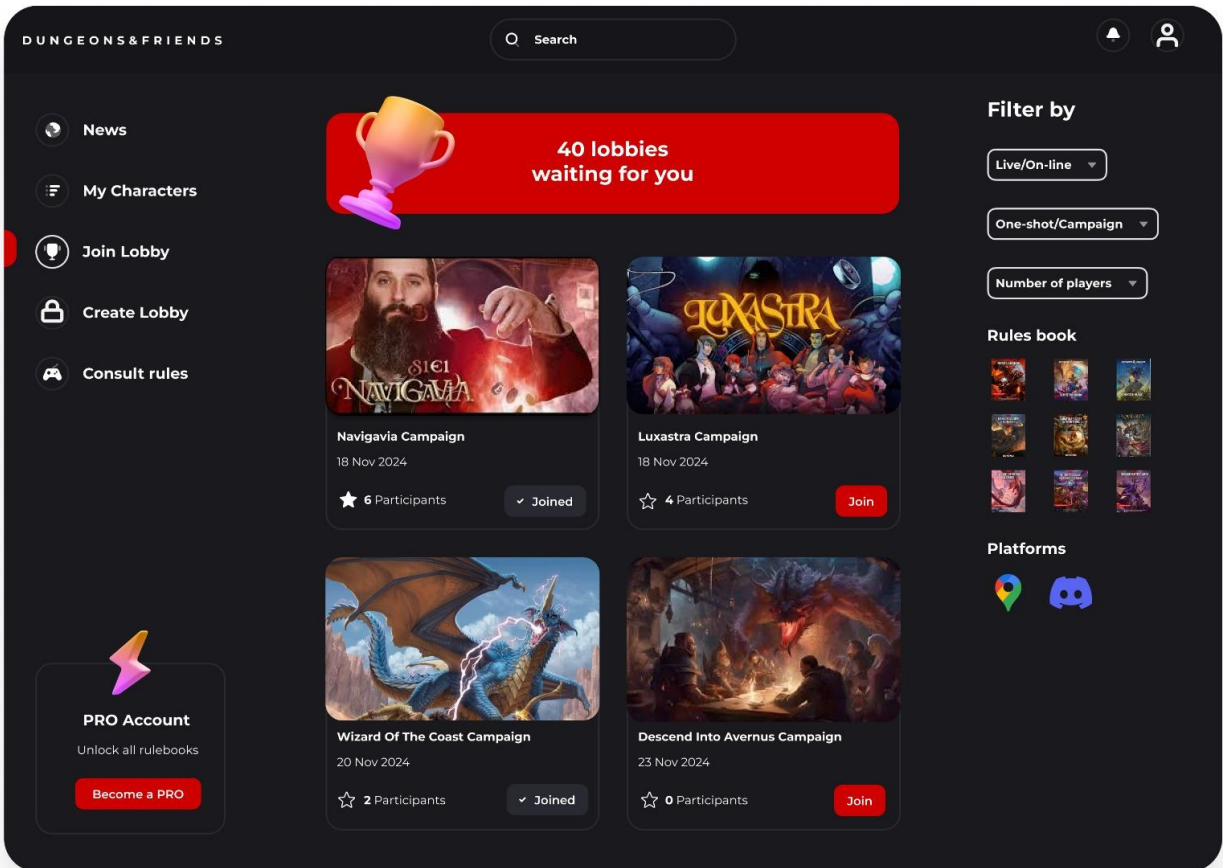 DUNGEONS&FRIENDS
Search
News
My Characters
Join Lobby
Create Lobby
Consult rules
PRO Account
Unlock all rulebooks
Become a PRO
40 lobbies
waiting for you
S1E1
NAVIGAVIA
Navigavia Campaign
18 Nov 2024
6 Participants
Joined
LUXASTRA
Luxastra Campaign
18 Nov 2024
4 Participants
Join
Wizard Of The Coast Campaign
20 Nov 2024
2 Participants
Joined
Descend Into Avernus Campaign
23 Nov 2024
0 Participants
Join
Filter by
Live/On-line
One-shot/Campaign
Number of players
Rules book
Platforms